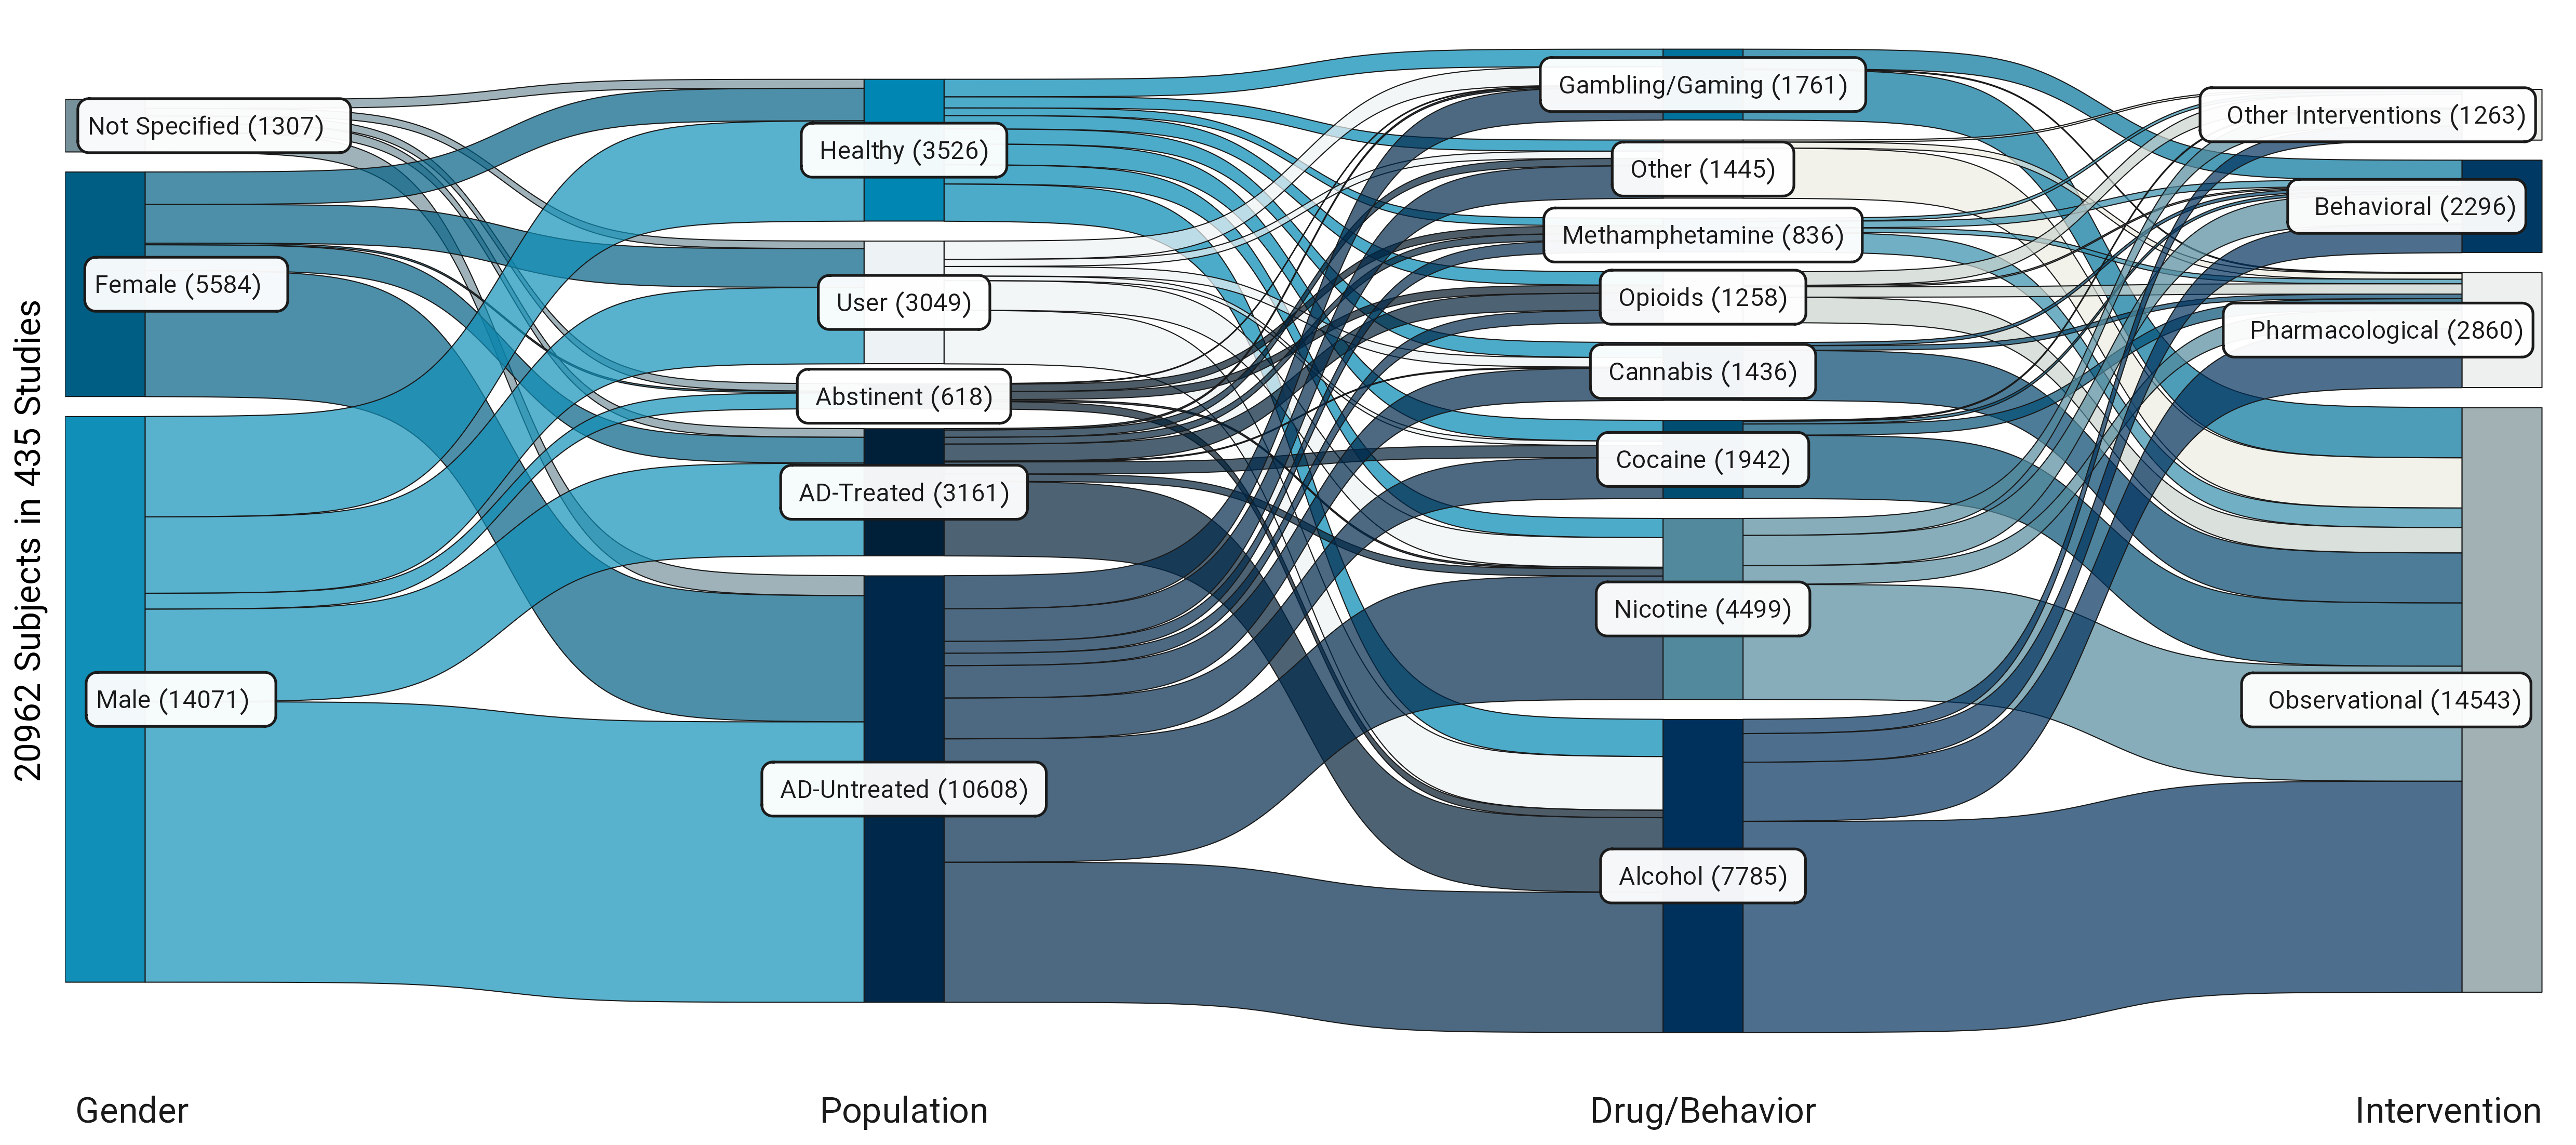 20962 Subjects in 435 Studies
Not Specified (1307)
Female (5584)
Male (14071)
Healthy (3526)
User (3049)
Abstinent (618)
AD-Treated (3161)
AD-Untreated (10608)
Gambling/Gaming (1761)
Other (1445)
Methamphetamine (836)
Opioids (1258)
Cannabis (1436)
Cocaine (1942)
Nicotine (4499)
Alcohol (7785)
Other Interventions (1263)
Behavioral (2296)
Pharmacological (2860)
Observational (14543)
Gender
Population
Drug/Behavior
Intervention